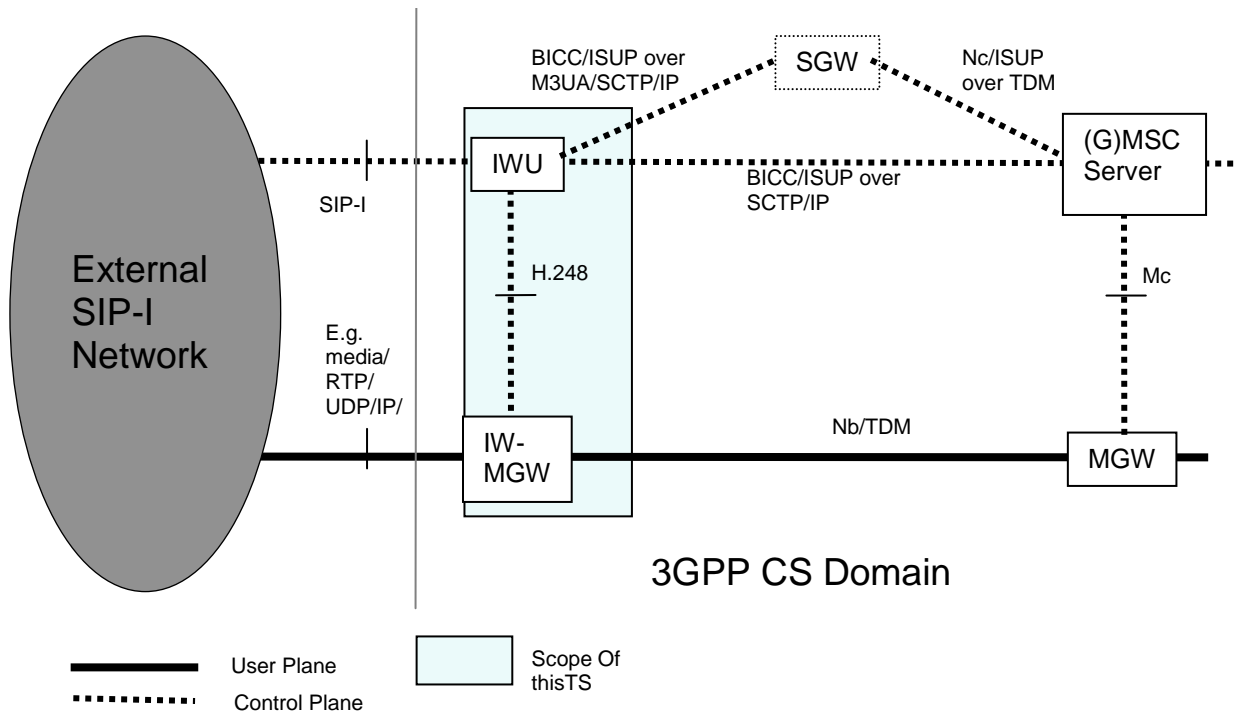 BICC/ISUP over
M3UA/SCTP/IP
SGW
Nc/ISUP
over TDM
IWU
(G)MSC
Server
SIP-I
BICC/ISUP over
SCTP/IP
External
SIP-I
Network
H.248
Mc
E.g.
media/
RTP/
UDP/IP/
IW-
MGW
Nb/TDM
MGW
3GPP CS Domain
User Plane
Control Plane
Scope Of
thisTS